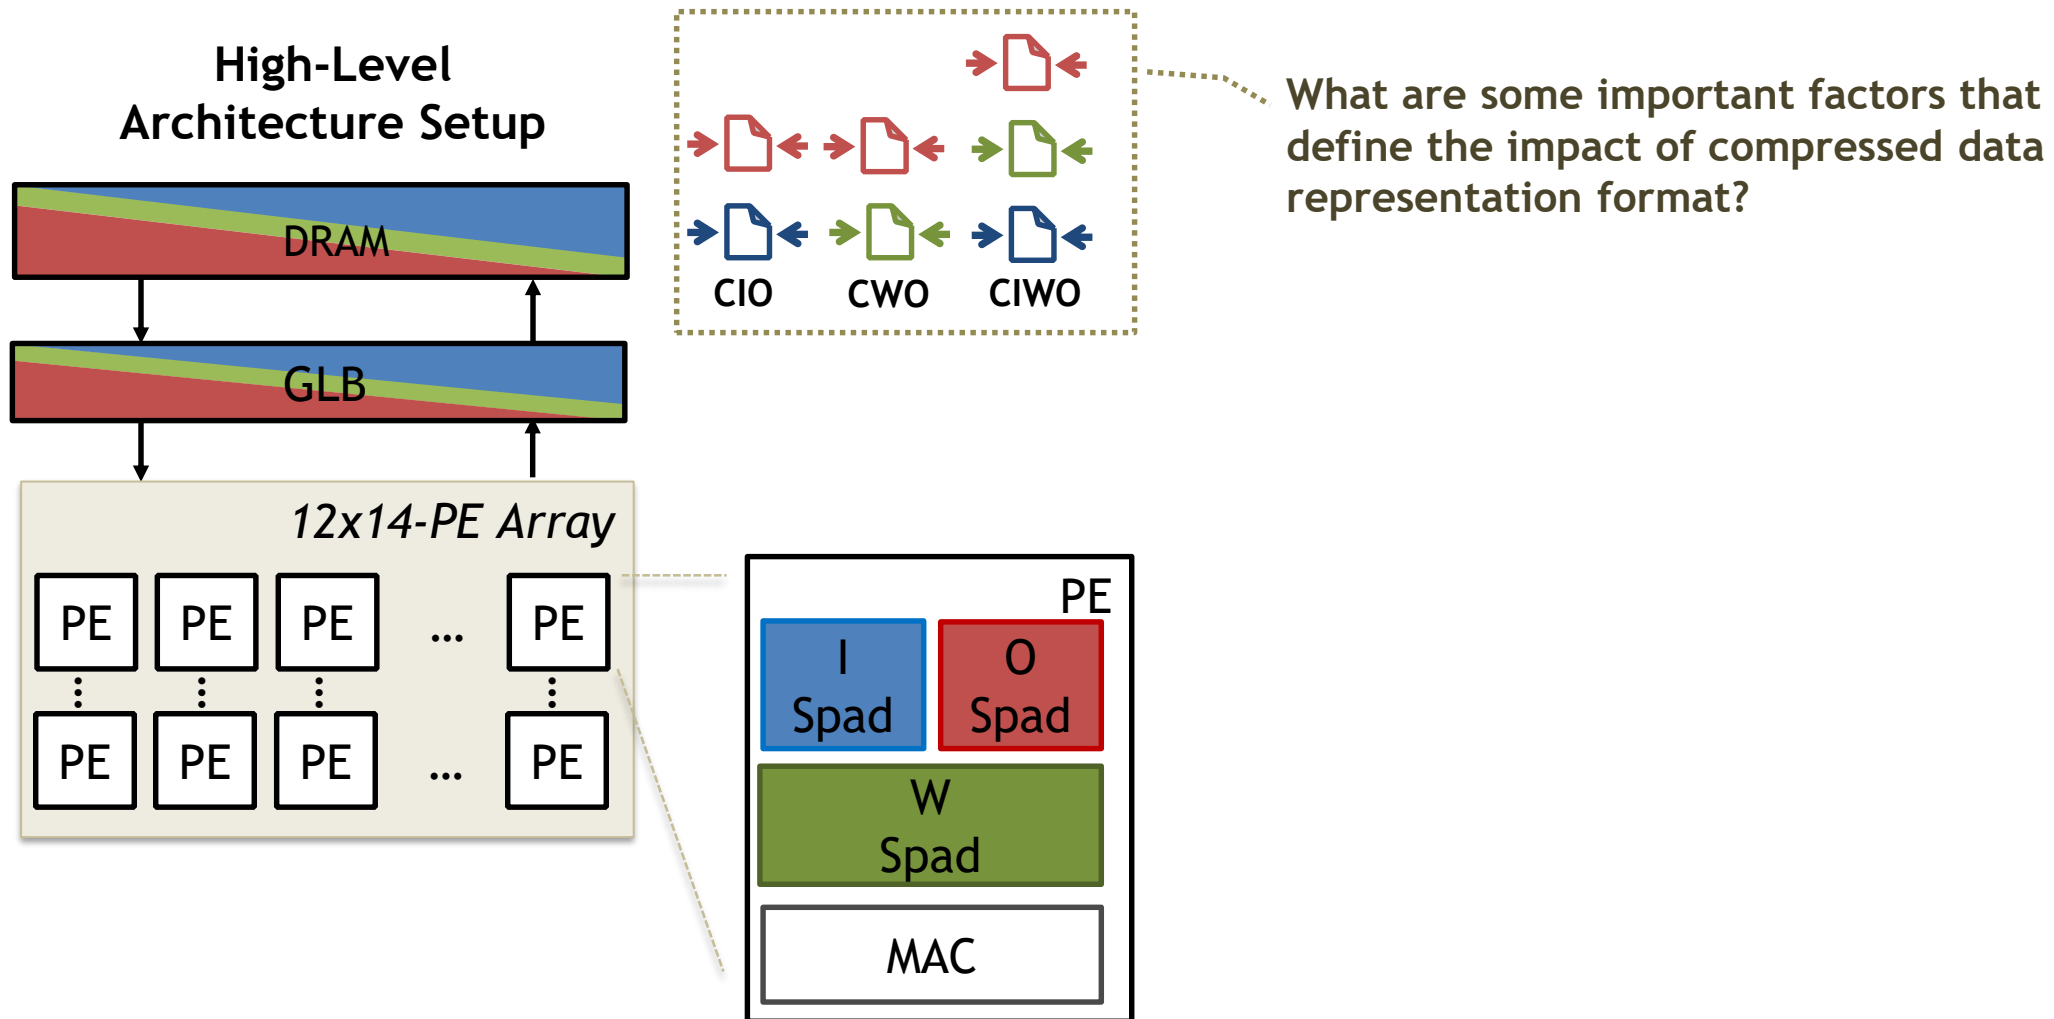 High-Level
Architecture Setup
DRAM
GLB
12x14-PE Array
PE PE PE ... PE
PE PE PE ... PE
CIO CWO CIWO
What are some important factors that
define the impact of compressed data
representation format?
PE
I
Spad
O
Spad
W
Spad
MAC